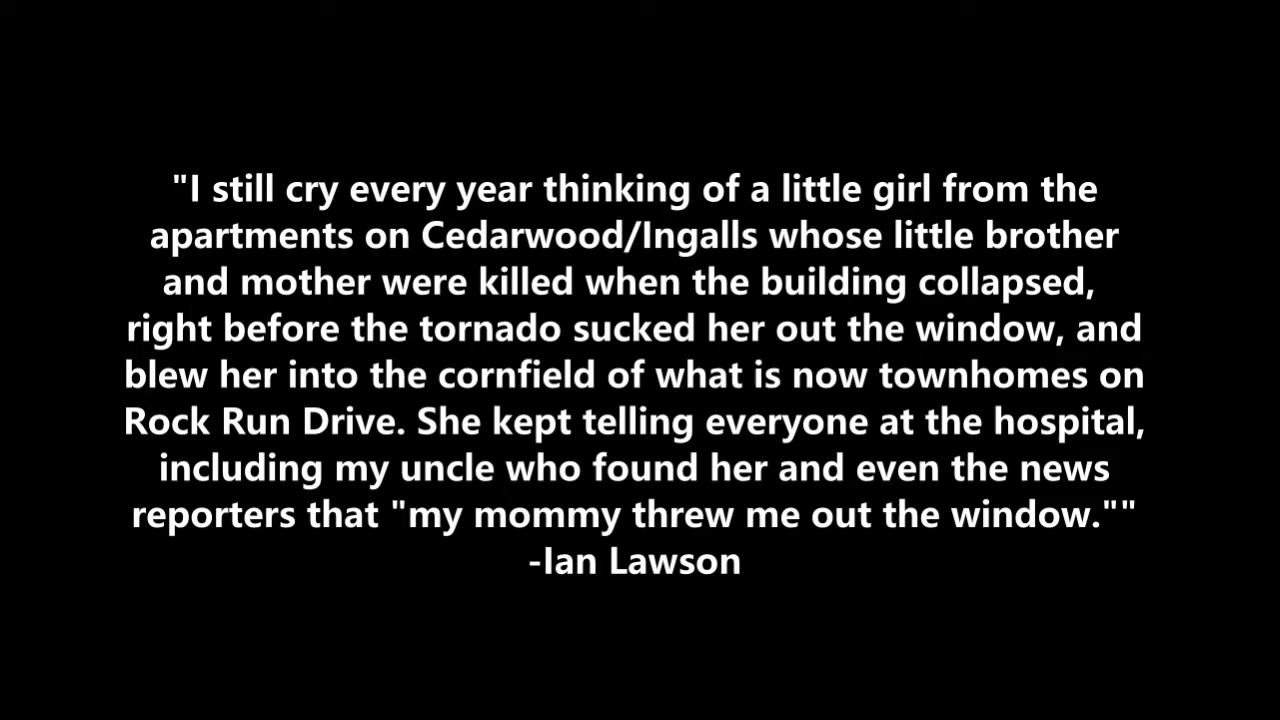 "I still cry every year thinking of a little girl from the
apartments on Cedarwood/Ingalls whose little brother
and mother were killed when the building collapsed,
right before the tornado sucked her out the window, and
blew her into the cornfield of what is now townhomes on
Rock Run Drive. She kept telling everyone at the hospital,
including my uncle who found her and even the news
reporters that "my mommy threw me out the window.""
-Ian Lawson